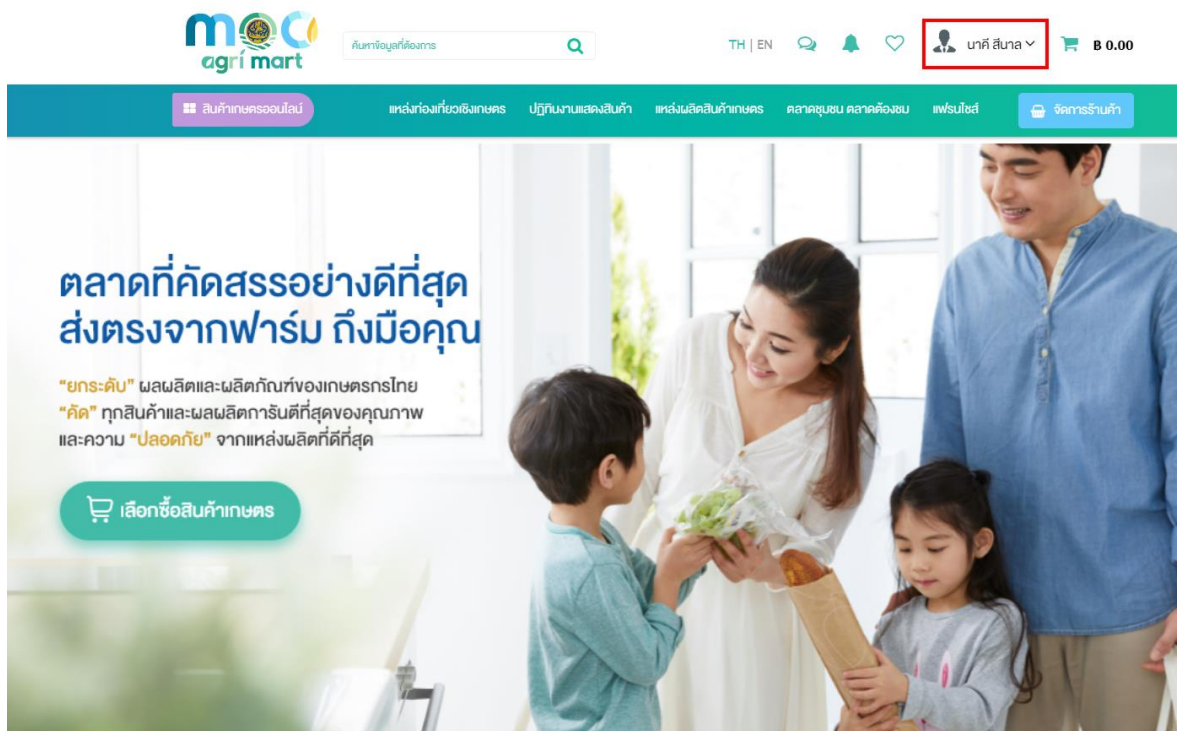 moc
agri mart
ค้นหาข้อมูลที่ต้องการ
TH | EN
นาคี สีนาล
฿ 0.00
สินค้าเกษตรออนไลน์
แหล่งท่องเที่ยวเชิงเกษตร
ปฏิทินงานแสดงสินค้า
แหล่งผลิตสินค้าเกษตร
ตลาดชุมชน ตลาดต้องชม
แฟรนไชส์
จัดการร้านค้า
ตลาดที่คัดสรรอย่างดีที่สุด
ส่งตรงจากฟาร์ม ถึงมือคุณ
“ยกระดับ” ผลผลิตและผลิตภัณฑ์ของเกษตรกรไทย
“คัด” ทุกสินค้าและผลผลิตการันตีที่สุดของคุณภาพ
และความ “ปลอดภัย” จากแหล่งผลิตที่ดีที่สุด
เลือกซื้อสินค้าเกษตร